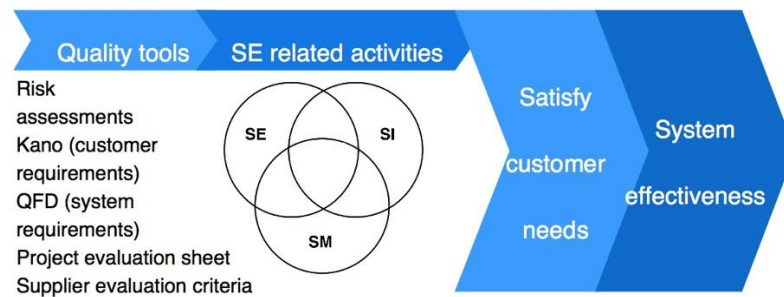 Quality tools
SE related activities
Risk
assessments
Kano (customer
requirements)
QFD (system
requirements)
Project evaluation sheet
Supplier evaluation criteria
SE
SI
SM
Satisfy
customer
needs
System
effectiveness